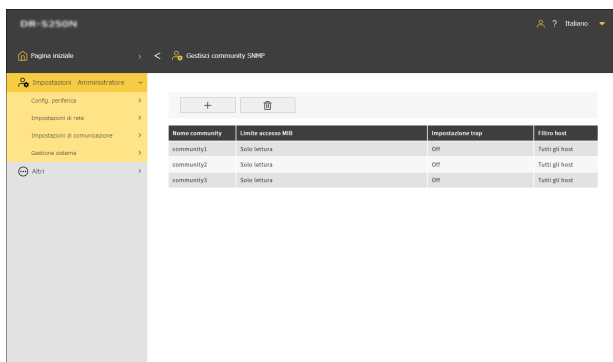 DR-S250N
? Italiano
Pagina iniziale
Gestisci community SNMP
Impostazioni Amministratore
Config. periferica
Impostazioni di rete
Impostazioni di comunicazione
Gestione sistema
Altri
Nome community Limite accesso MIB Impostazione trap Filtro host
community1 Solo lettura Off Tutti gli host
community2 Solo lettura Off Tutti gli host
community3 Solo lettura Off Tutti gli host